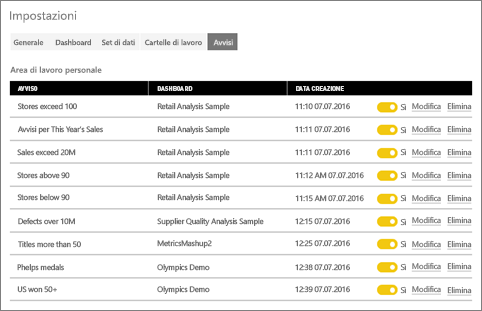 Impostazioni
Generale Dashboard Set di dati Cartelle di lavoro Avvisi
Area di lavoro personale
AVVISO DASHBOARD DATA CREAZIONE
Stores exceed 100 Retail Analysis Sample 11:10 07.07.2016 Sì Modifica Elimina
Avvisi per This Year's Sales Retail Analysis Sample 11:11 07.07.2016 Sì Modifica Elimina
Sales exceed 20M Retail Analysis Sample 11:11 07.07.2016 Sì Modifica Elimina
Stores above 90 Retail Analysis Sample 11:12 AM 07.07.2016 Sì Modifica Elimina
Stores below 90 Retail Analysis Sample 11:15 AM 07.07.2016 Sì Modifica Elimina
Defects over 10M Supplier Quality Analysis Sample 12:15 07.07.2016 Sì Modifica Elimina
Titles more than 50 MetricsMashup2 12:25 07.07.2016 Sì Modifica Elimina
Phelps medals Olympics Demo 12:38 07.07.2016 Sì Modifica Elimina
US won 50+ Olympics Demo 12:39 07.07.2016 Sì Modifica Elimina